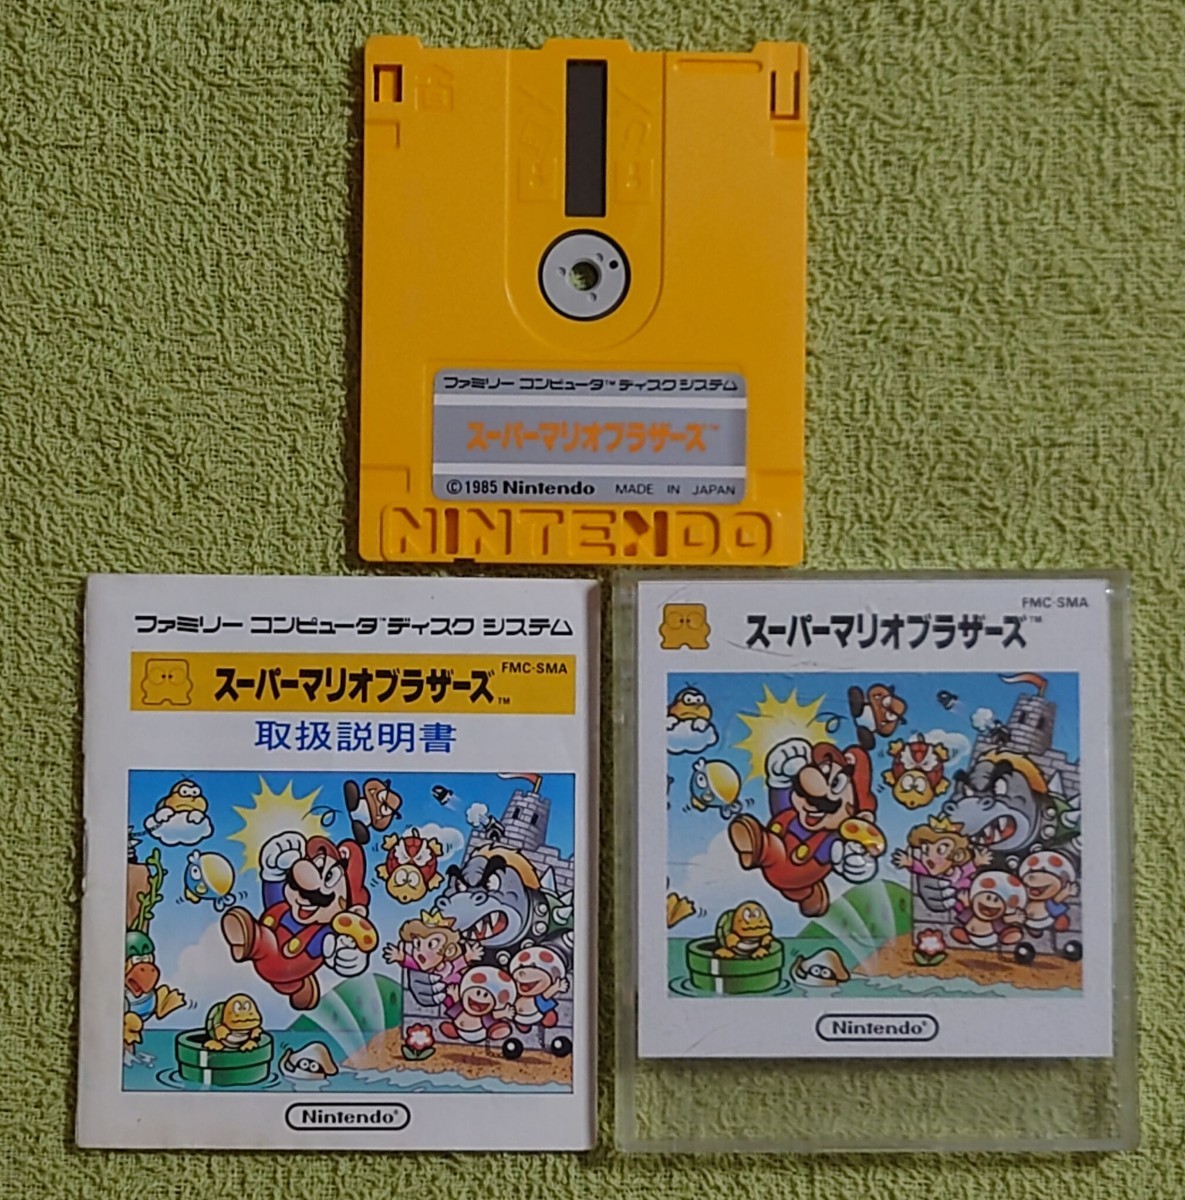 ファミリー コンピュータ™ ディスク システム
スーパーマリオブラザーズ™
©1985 Nintendo MADE IN JAPAN
NINTENDO
ファミリー コンピュータ™ ディスク システム
FMC-SMA
スーパーマリオブラザーズ™
取扱説明書
Nintendo®
FMC-SMA
スーパーマリオブラザーズ™
Nintendo®